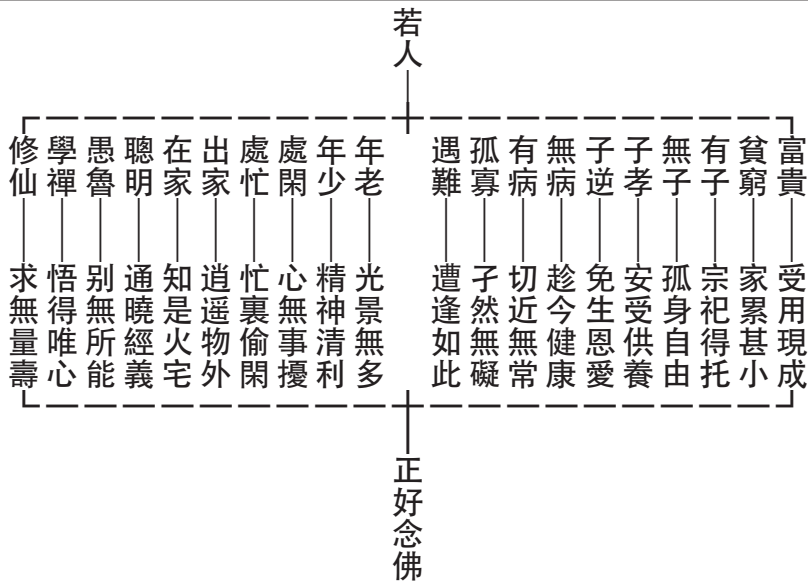 若人
富貴 受用現成
貧窮 家累甚小
有子 宗祀得托
無子 孤身自由
子孝 安受供養
子逆 免生恩愛
無病 趁今健康
有病 切近無常
孤寡 孑然無礙
遇難 遭逢如此
年老 光景無多
年少 精神清利
處閑 心無事擾
處忙 忙裏偷閑
出家 逍遥物外
在家 知是火宅
聰明 通曉經義
愚魯 别無所能
學禪 悟得唯心
修仙 求無量壽
正好念佛